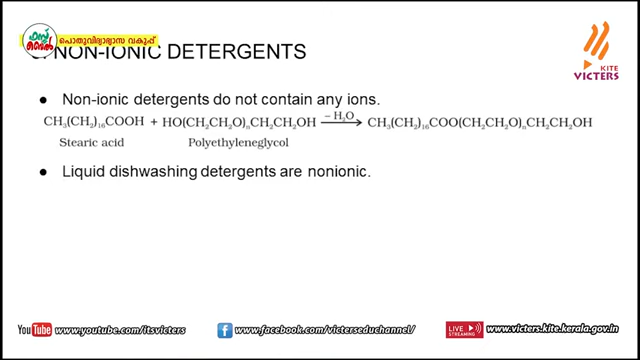 ഫസ്റ്റ് ബെൽ
പൊതുവിദ്യാഭ്യാസ വകുപ്പ്
NON-IONIC DETERGENTS
KITE
VICTERS
● Non-ionic detergents do not contain any ions.
CH₃(CH₂)₁₆COOH + HO(CH₂CH₂O)ₙCH₂CH₂OH —− H₂O→ CH₃(CH₂)₁₆COO(CH₂CH₂O)ₙCH₂CH₂OH
Stearic acid Polyethyleneglycol
● Liquid dishwashing detergents are nonionic.
YouTube www.youtube.com/itsvicters
f www.facebook.com/victerseduchannel/
LIVE STREAMING www.victers.kite.kerala.gov.in